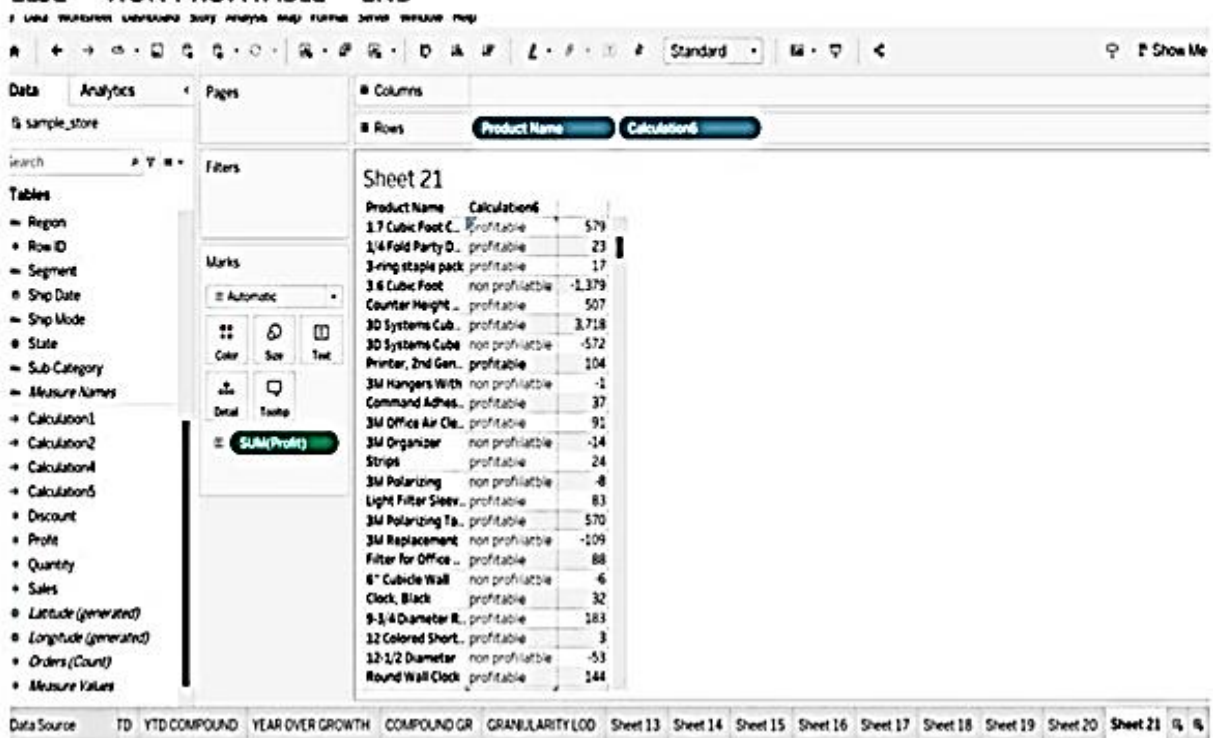 Data Worksheet Dashboard Story Analysis Map Format Server Window Help
Standard
Show Me
Data Analytics
Pages
Columns
sample_store
Rows Product Name Calculation6
Search
Filters
Sheet 21
Tables
Product Name Calculation6
Region
1.7 Cubic Foot C.. profitable 579
Row ID
1/4 Fold Party D.. profitable 23
Segment
Marks
3-ring staple pack profitable 17
Ship Date
Automatic
3.6 Cubic Foot non profilatble -1,379
Ship Mode
Counter Height .. profitable 507
State
Color Size Text
3D Systems Cub.. profitable 3,718
Sub-Category
3D Systems Cube non profilatble -572
Measure Names
Printer, 2nd Gen.. profitable 104
Detail Tooltip
3M Hangers With non profilatble -1
Calculation1
Command Adhes.. profitable 37
Calculation2
SUM(Profit)
3M Office Air Cle.. profitable 91
Calculation4
3M Organizer non profilatble -14
Calculation5
Strips profitable 24
Discount
3M Polarizing non profilatble -8
Profit
Light Filter Sleev.. profitable 83
Quantity
3M Polarizing Ta.. profitable 570
Sales
3M Replacement non profilatble -109
Latitude (generated)
Filter for Office .. profitable 88
Longitude (generated)
6" Cubicle Wall non profilatble -6
Orders (Count)
Clock, Black profitable 32
Measure Values
9-3/4 Diameter R.. profitable 183
12 Colored Short.. profitable 3
12-1/2 Diameter non profilatble -53
Round Wall Clock profitable 144
Data Source TD YTD COMPOUND YEAR OVER GROWTH COMPOUND GR GRANULARITY LOD Sheet 13 Sheet 14 Sheet 15 Sheet 16 Sheet 17 Sheet 18 Sheet 19 Sheet 20 Sheet 21